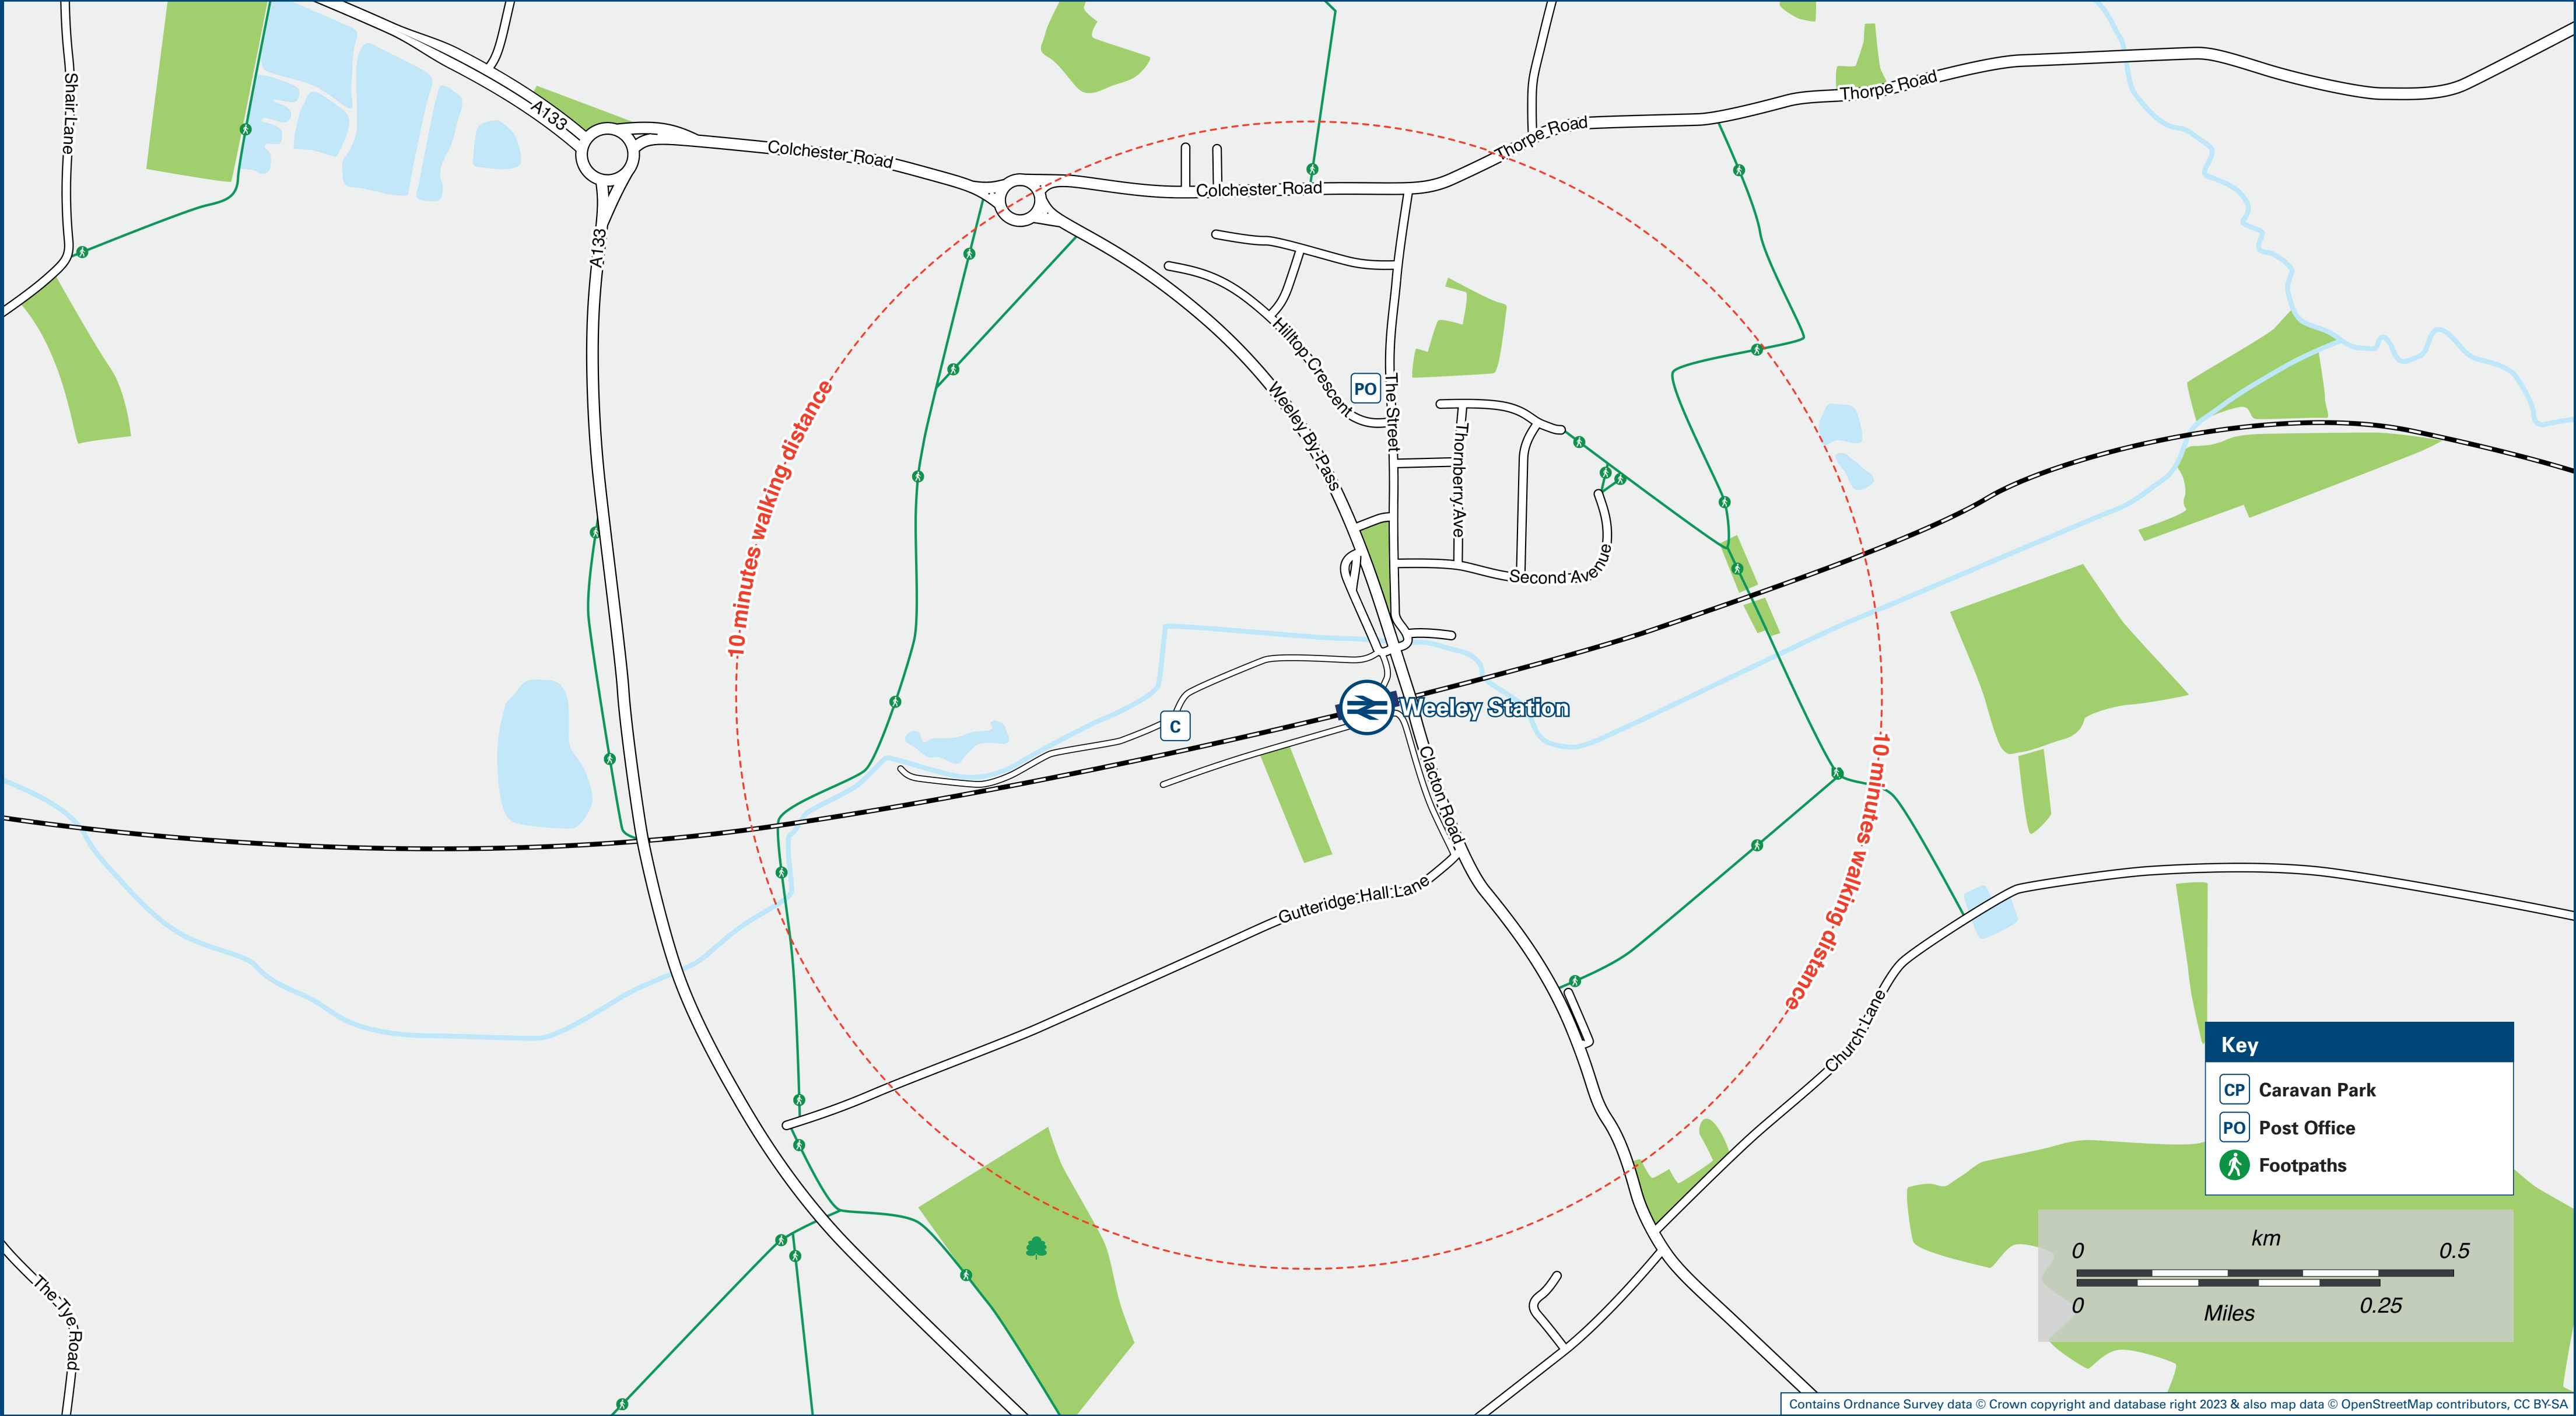 Shair Lane
A133
Colchester Road
Colchester Road
Thorpe Road
Thorpe Road
A133
Hilltop Crescent
PO
The Street
Weeley By-Pass
Thornberry Ave
Second Avenue
10 minutes walking distance
Weeley Station
C
Clacton Road
Gutteridge Hall Lane
10 minutes walking distance
Church Lane
The Tye Road
Key
CP Caravan Park
PO Post Office
Footpaths
km
0 0.5
0 0.25
Miles
Contains Ordnance Survey data © Crown copyright and database right 2023 & also map data © OpenStreetMap contributors, CC BY-SA